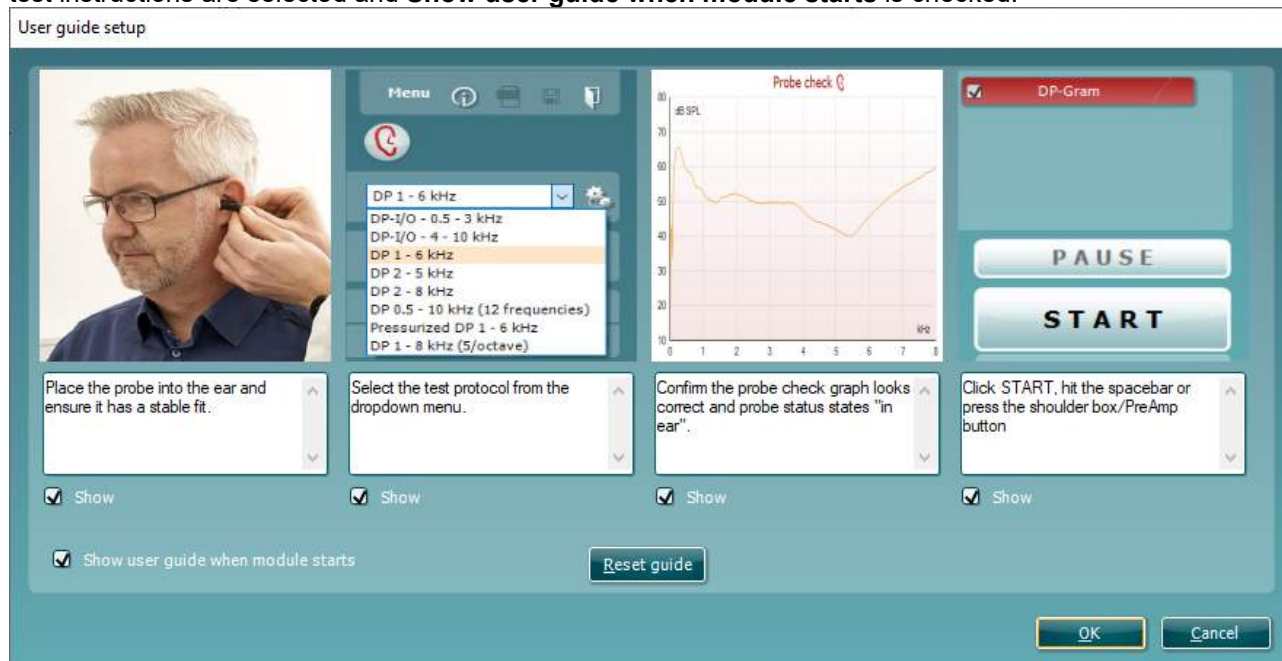 test instructions are selected and Show user guide when module starts is checked.
User guide setup
Menu
DP 1 - 6 kHz
DP-I/O - 0.5 - 3 kHz
DP-I/O - 4 - 10 kHz
DP 1 - 6 kHz
DP 2 - 5 kHz
DP 2 - 8 kHz
DP 0.5 - 10 kHz (12 frequencies)
Pressurized DP 1 - 6 kHz
DP 1 - 8 kHz (5/octave)
Probe check
80
dB SPL
70
60
50
40
30
20
10
kHz
0 1 2 3 4 5 6 7 8
DP-Gram
PAUSE
START
Place the probe into the ear and
ensure it has a stable fit.
Show
Select the test protocol from the
dropdown menu.
Show
Confirm the probe check graph looks
correct and probe status states "in
ear".
Show
Click START, hit the spacebar or
press the shoulder box/PreAmp
button
Show
Show user guide when module starts
Reset guide
OK
Cancel